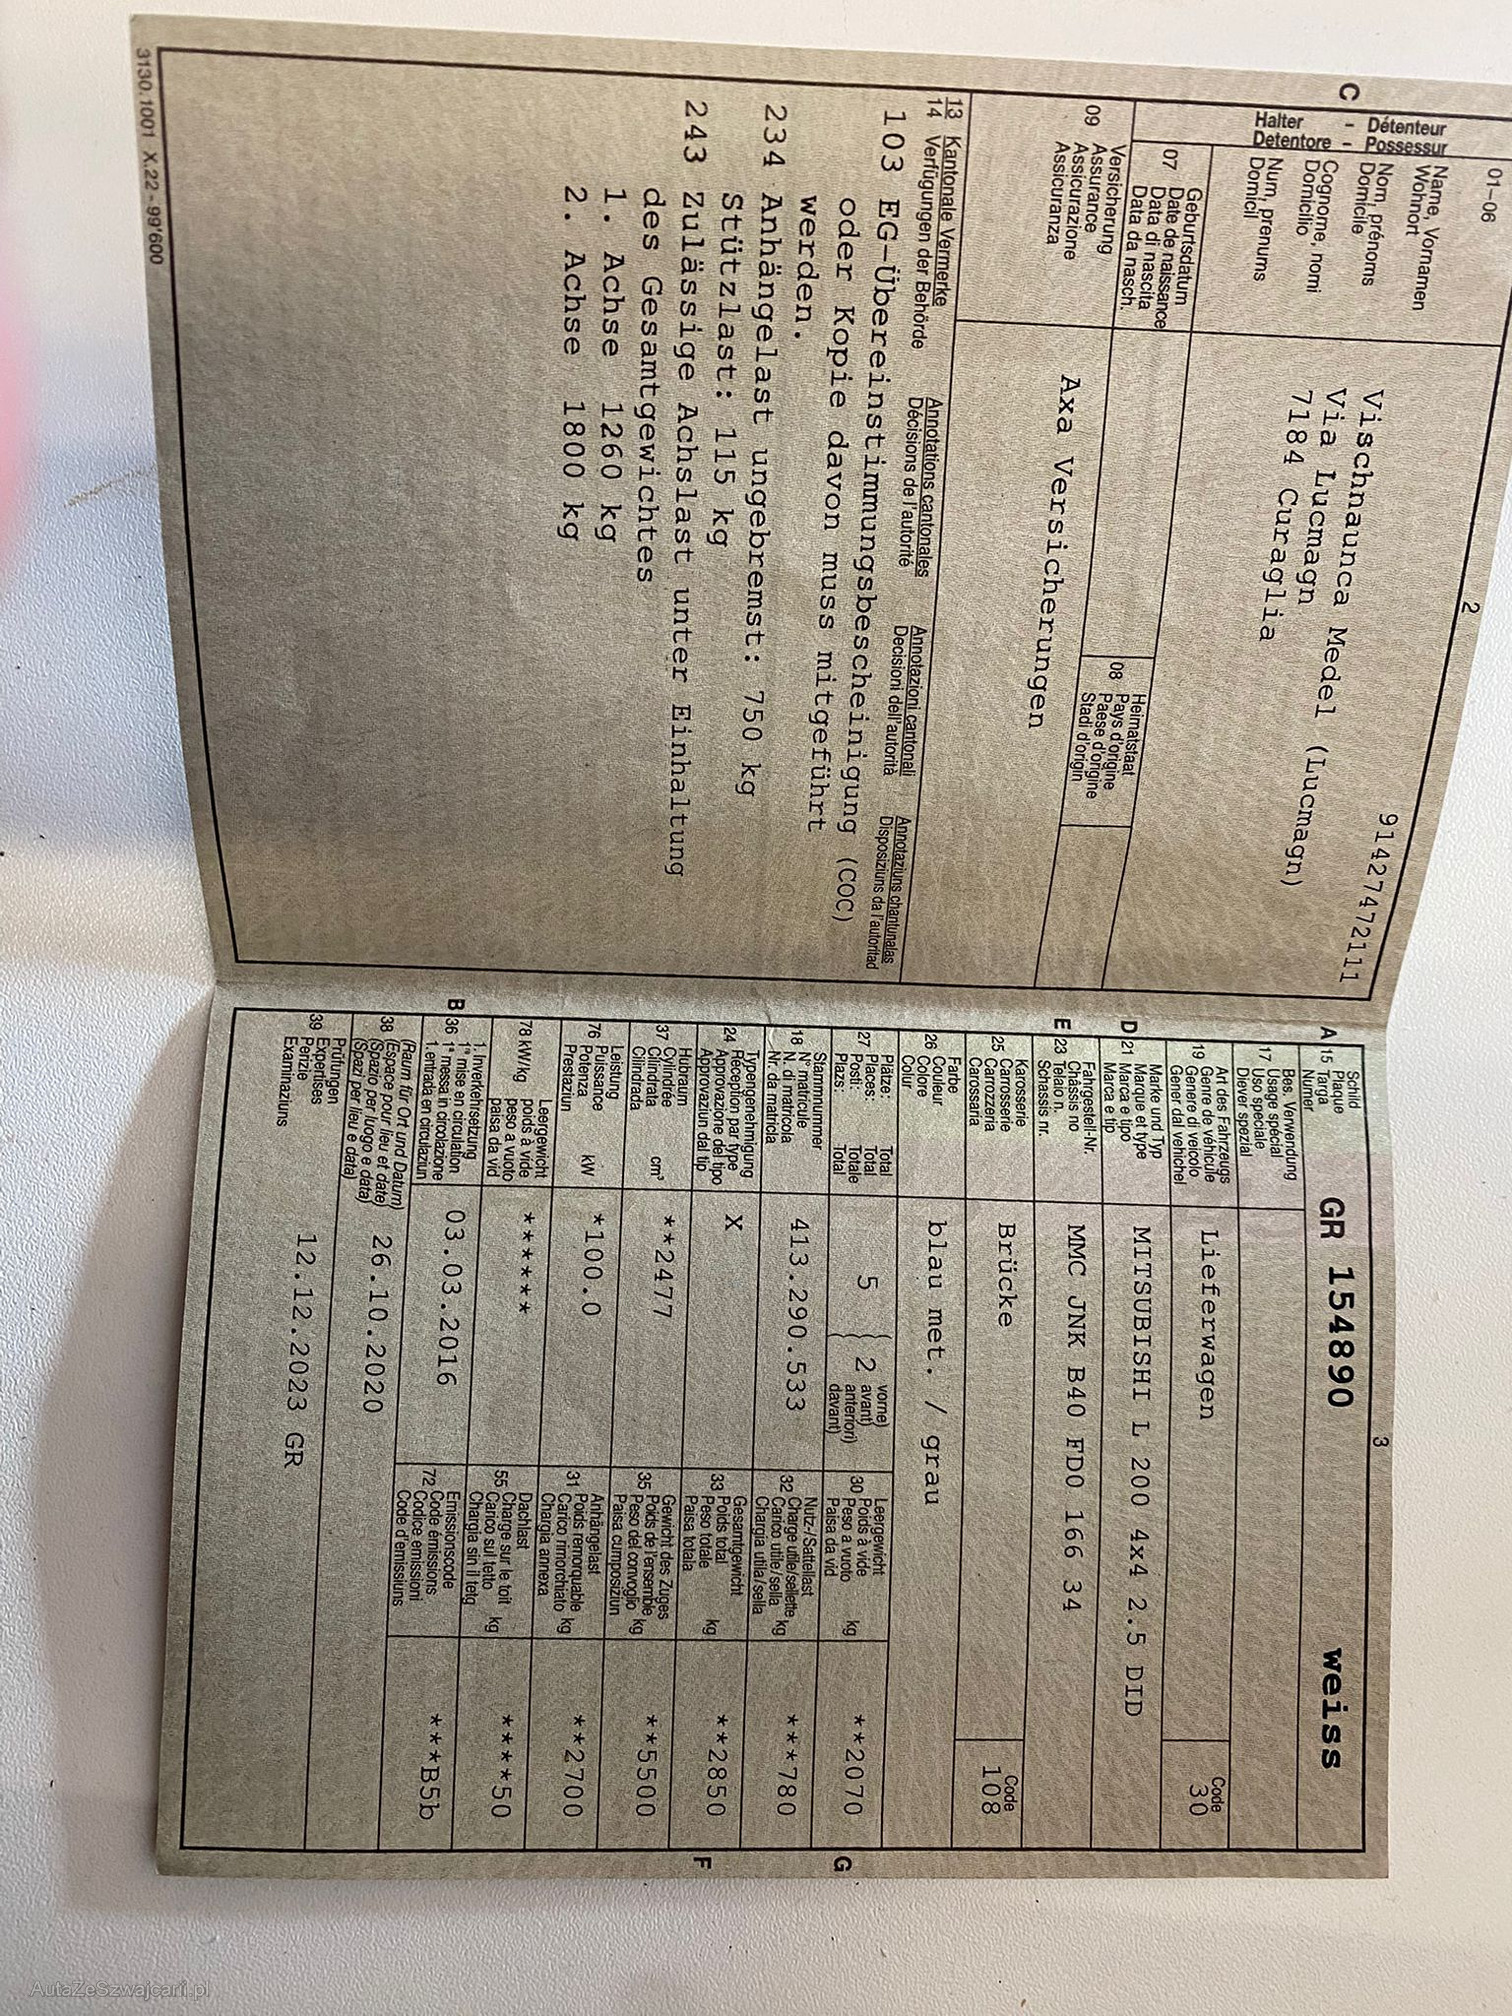 2
01-06
C
Halter - Détenteur
Detentore - Possessur
Name, Vornamen
Wohnort
Nom, prénoms
Domicile
Cognome, nomi
Domicilio
Num, prenums
Domicil
91427472111
Vischnaunca Medel (Lucmagn)
Via Lucmagn
7184 Curaglia
07
Geburtsdatum
Date de naissance
Data di nascita
Data da nasch.
08
Heimatstaat
Pays d'origine
Paese d'origine
Stadi d'origin
09
Versicherung
Assurance
Assicurazione
Assicuranza
Axa Versicherungen
13 Kantonale Vermerke Annotations cantonales Annotazioni cantonali Annotaziuns chantunalas
14 Verfügungen der Behörde Décisions de l'autorité Decisioni dell'autorità Disposiziuns da l'autoritad
103 EG-Übereinstimmungsbescheinigung (COC)
oder Kopie davon muss mitgeführt
werden.
234 Anhängelast ungebremst: 750 kg
Stützlast: 115 kg
243 Zulässige Achslast unter Einhaltung
des Gesamtgewichtes
1. Achse 1260 kg
2. Achse 1800 kg
3130.1001 X.22 - 99'600
3
A 15
Schild
Plaque
Targa
Numer
GR 154890 weiss
17
Bes. Verwendung
Usage spécial
Uso speciale
Diever spezial
19
Art des Fahrzeugs
Genre de véhicule
Genere di veicolo
Gener dal vehichel
Lieferwagen
Code
30
D 21
Marke und Typ
Marque et type
Marca e tipo
Marca e tip
MITSUBISHI L 200 4x4 2.5 DID
E 23
Fahrgestell-Nr.
Châssis no
Telaio n.
Schassis nr.
MMC JNK B40 FD0 166 34
25
Karosserie
Carrosserie
Carrozzeria
Carossaria
Brücke
Code
108
26
Farbe
Couleur
Colore
Colur
blau met. / grau
27
Plätze: Total
Places: Total
Posti: Totale
Plazs: Total
5
2
vorne)
avant)
anteriori)
davant)
30
Leergewicht
Poids à vide
Peso a vuoto kg
Paisa da vid
**2070
G
18
Stammnummer
N° matricule
N. di matricola
Nr. da matricla
413.290.533
32
Nutz-/Sattellast
Charge utile/sellette kg
Carico utile/sella
Chargia utila/sella
***780
24
Typengenehmigung
Réception par type
Approvazione del tipo
Approvaziun dal tip
X
33
Gesamtgewicht
Poids total
Peso totale kg
Paisa totala
**2850
F
37
Hubraum
Cylindrée
Cilindrata cm³
Cilindrada
**2477
35
Gewicht des Zuges
Poids de l'ensemble
Peso del convoglio kg
Paisa cumposiziun
**5500
76
Leistung
Puissance
Potenza kW
Prestaziun
*100.0
31
Anhängelast
Poids remorquable
Carico rimorchiato kg
Chargia annexa
**2700
78 kW/kg
Leergewicht
poids à vide
peso a vuoto
paisa da vid
******
55
Dachlast
Charge sur le toit
Carico sul tetto kg
Chargia sin il tetg
****50
B 36
1. Inverkehrsetzung
1re mise en circulation
1a messa in circolazione
1. entrada en circulaziun
03.03.2016
72
Emissionscode
Code émissions
Codice emissioni
Code d'emissiuns
***B5b
38
(Raum für Ort und Datum)
(Espace pour lieu et date)
(Spazio per luogo e data)
(Spazi per lieu e data)
26.10.2020
39
Prüfungen
Expertises
Perizie
Examinaziuns
12.12.2023 GR
AutaZeSzwajcarii.pl